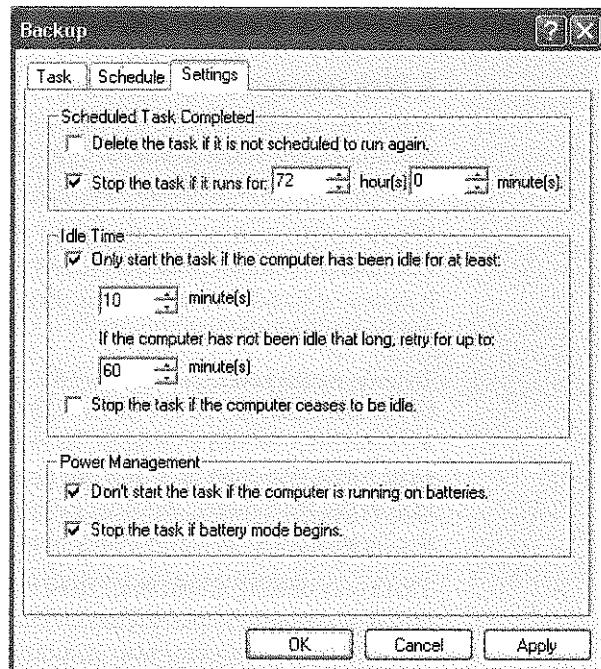 Backup
Task Schedule Settings
Scheduled Task Completed
Delete the task if it is not scheduled to run again.
Stop the task if it runs for: 72 hour(s) 0 minute(s).
Idle Time
Only start the task if the computer has been idle for at least:
10 minute(s)
If the computer has not been idle that long, retry for up to:
60 minute(s)
Stop the task if the computer ceases to be idle.
Power Management
Don't start the task if the computer is running on batteries.
Stop the task if battery mode begins.
OK Cancel Apply